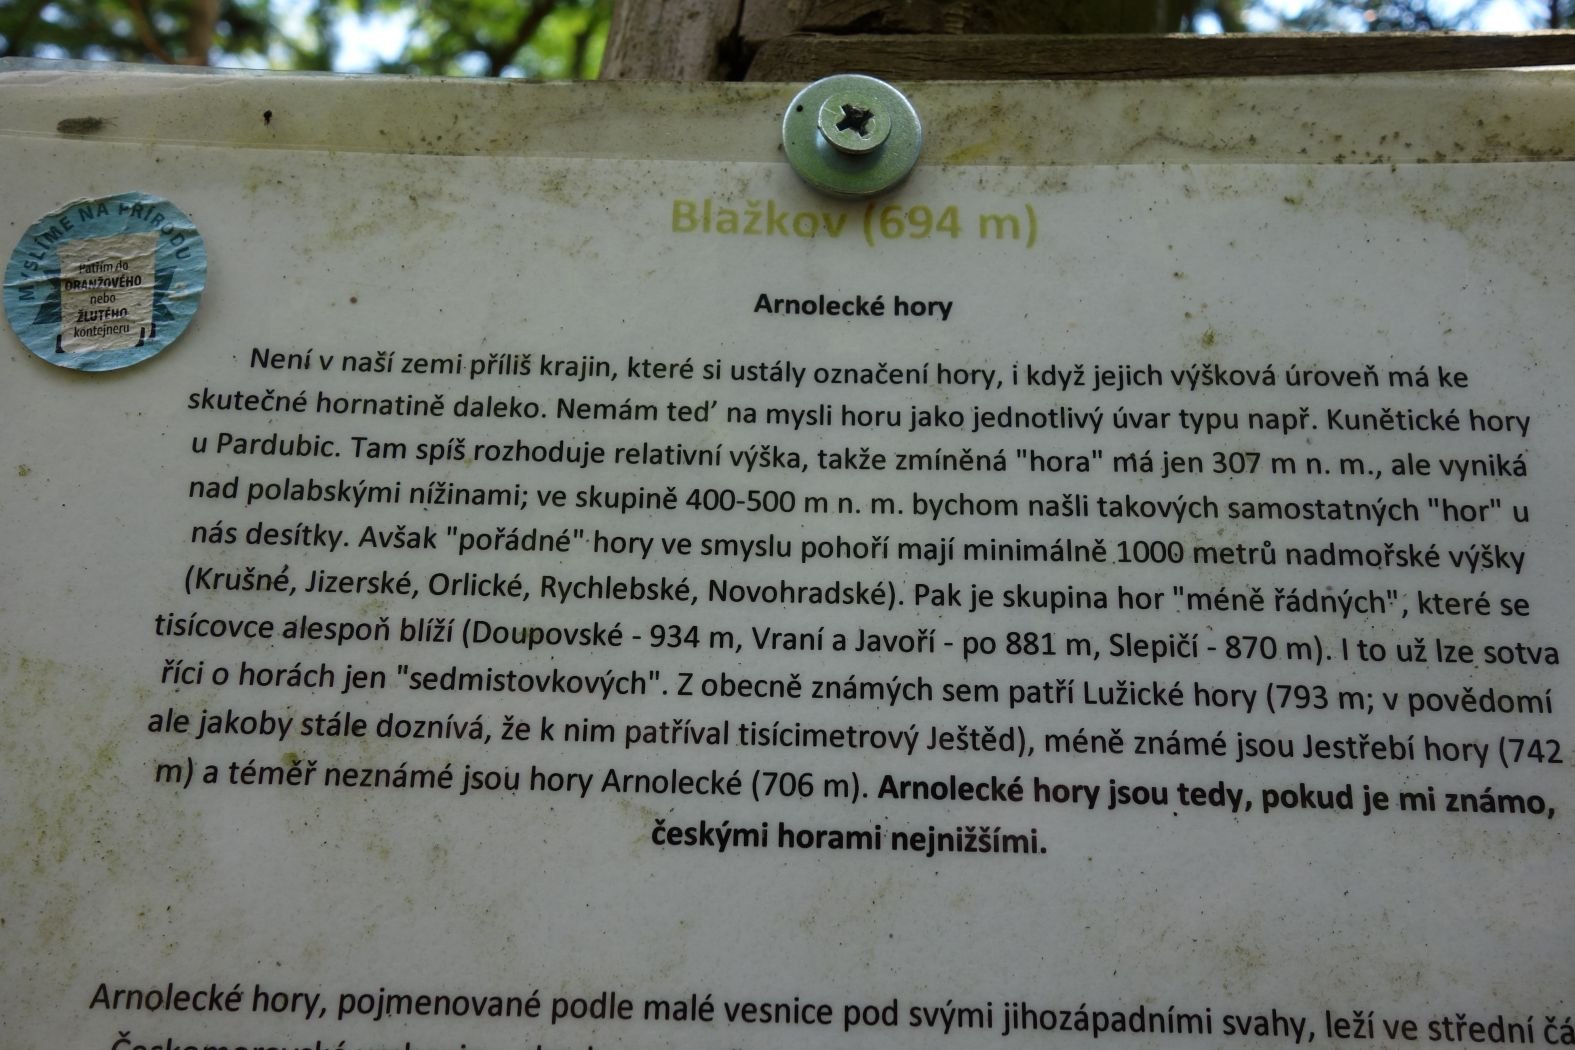 Blažkov (694 m)
MYSLÍME NA PŘÍRODU
Patřím do
ORANŽOVÉHO
nebo
ŽLUTÉHO
kontejneru
Arnolecké hory
Není v naší zemi příliš krajin, které si ustály označení hory, i když jejich výšková úroveň má ke
skutečné hornatině daleko. Nemám teď na mysli horu jako jednotlivý úvar typu např. Kunětické hory
u Pardubic. Tam spíš rozhoduje relativní výška, takže zmíněná "hora" má jen 307 m n. m., ale vyniká
nad polabskými nížinami; ve skupině 400-500 m n. m. bychom našli takových samostatných "hor" u
nás desítky. Avšak "pořádné" hory ve smyslu pohoří mají minimálně 1000 metrů nadmořské výšky
(Krušné, Jizerské, Orlické, Rychlebské, Novohradské). Pak je skupina hor "méně řádných", které se
tisícovce alespoň blíží (Doupovské - 934 m, Vraní a Javoří - po 881 m, Slepičí - 870 m). I to už lze sotva
říci o horách jen "sedmistovkových". Z obecně známých sem patří Lužické hory (793 m; v povědomí
ale jakoby stále doznívá, že k nim patříval tisícimetrový Ještěd), méně známé jsou Jestřebí hory (742
m) a téměř neznámé jsou hory Arnolecké (706 m). Arnolecké hory jsou tedy, pokud je mi známo,
českými horami nejnižšími.
Arnolecké hory, pojmenované podle malé vesnice pod svými jihozápadními svahy, leží ve střední